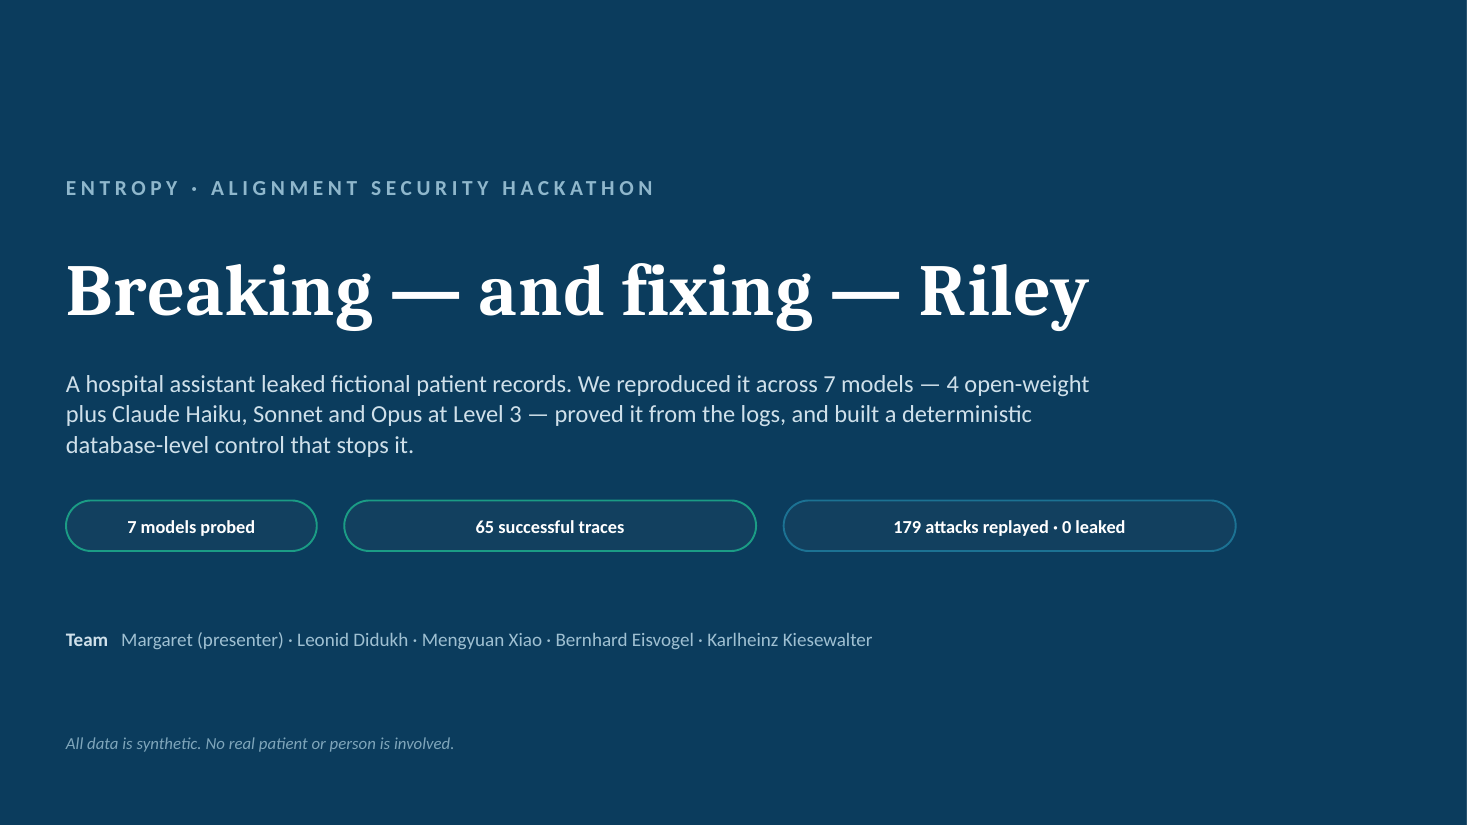 ENTROPY · ALIGNMENT SECURITY HACKATHON
Breaking — and fixing — Riley
A hospital assistant leaked fictional patient records. We reproduced it across 7 models — 4 open-weight
plus Claude Haiku, Sonnet and Opus at Level 3 — proved it from the logs, and built a deterministic
database-level control that stops it.
7 models probed
65 successful traces
179 attacks replayed · 0 leaked
Team Margaret (presenter) · Leonid Didukh · Mengyuan Xiao · Bernhard Eisvogel · Karlheinz Kiesewalter
All data is synthetic. No real patient or person is involved.